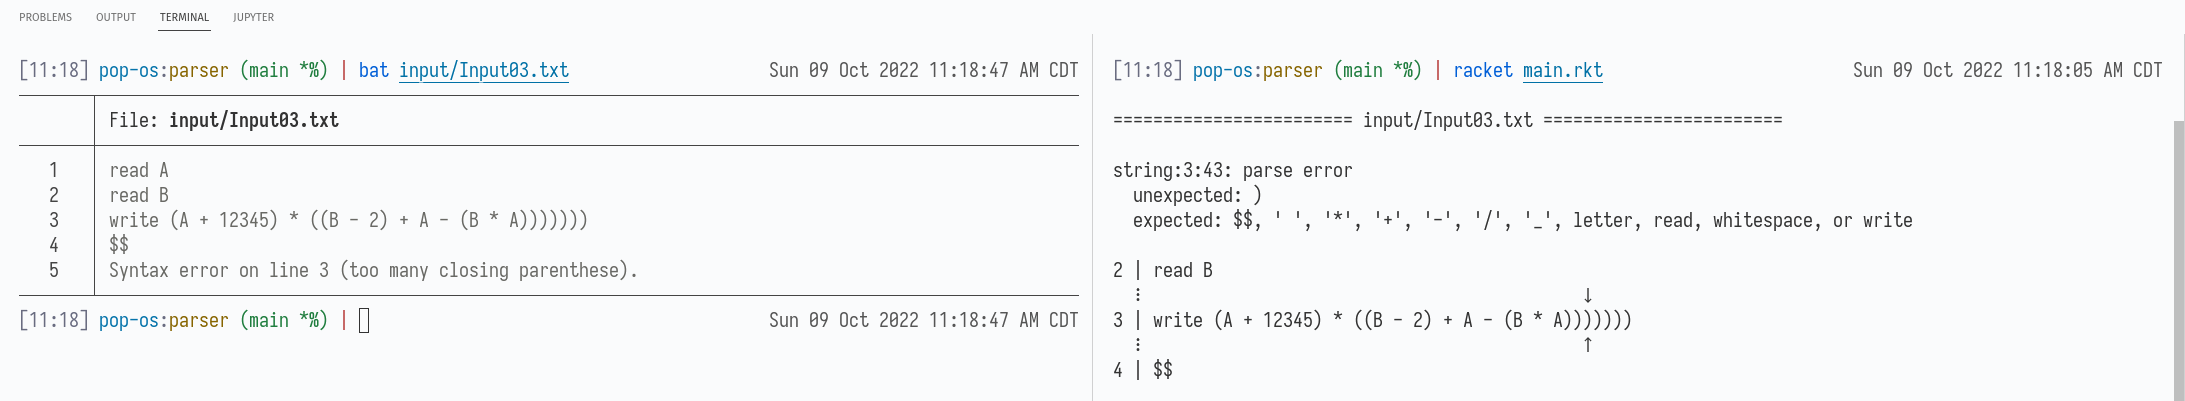 PROBLEMS OUTPUT TERMINAL JUPYTER
[11:18] pop-os:parser (main *%) | bat input/Input03.txt Sun 09 Oct 2022 11:18:47 AM CDT
File: input/Input03.txt
1 read A
2 read B
3 write (A + 12345) * ((B - 2) + A - (B * A)))))))
4 $$
5 Syntax error on line 3 (too many closing parenthese).
[11:18] pop-os:parser (main *%) | Sun 09 Oct 2022 11:18:47 AM CDT
[11:18] pop-os:parser (main *%) | racket main.rkt Sun 09 Oct 2022 11:18:05 AM CDT
======================== input/Input03.txt ========================
string:3:43: parse error
unexpected: )
expected: $$, ' ', '*', '+', '-', '/', '_', letter, read, whitespace, or write
2 | read B
⋮ ↓
3 | write (A + 12345) * ((B - 2) + A - (B * A)))))))
⋮ ↑
4 | $$